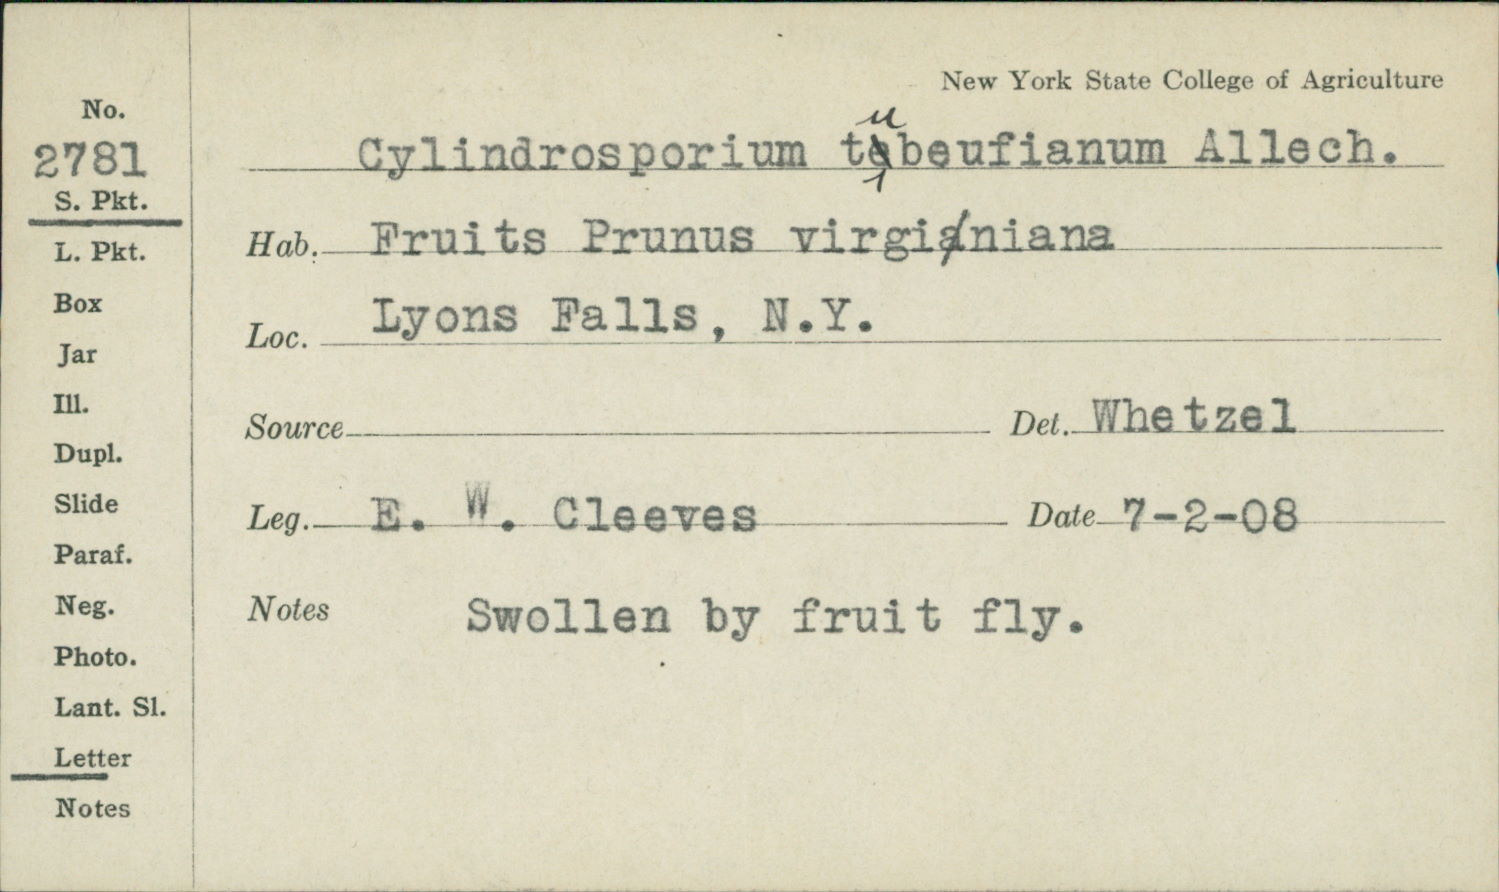 New York State College of Agriculture
No.
2781
S. Pkt.
L. Pkt.
Box
Jar
Ill.
Dupl.
Slide
Paraf.
Neg.
Photo.
Lant. Sl.
Letter
Notes
Cylindrosporium tubeufianum Allech.
Hab. Fruits Prunus virginiana
Loc. Lyons Falls, N.Y.
Source Det. Whetzel
Leg. E. W. Cleeves Date 7-2-08
Notes Swollen by fruit fly.